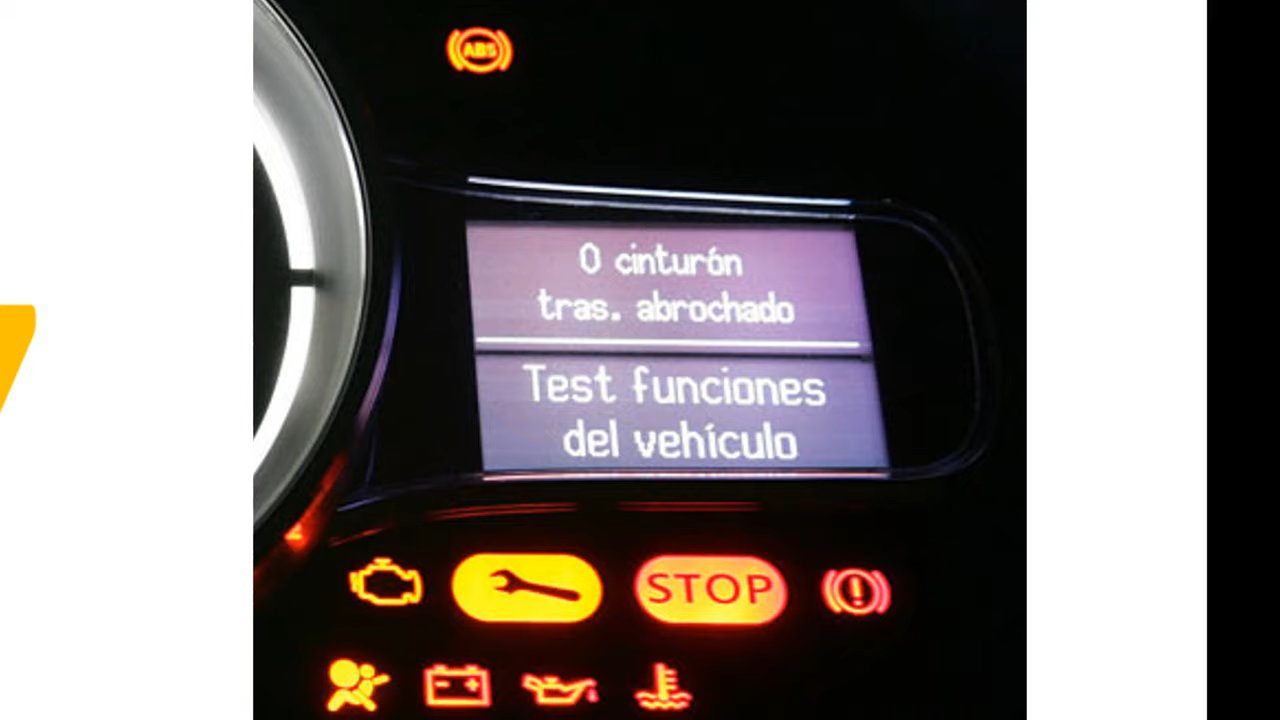 ABS
0 cinturón
tras. abrochado
Test funciones
del vehículo
STOP